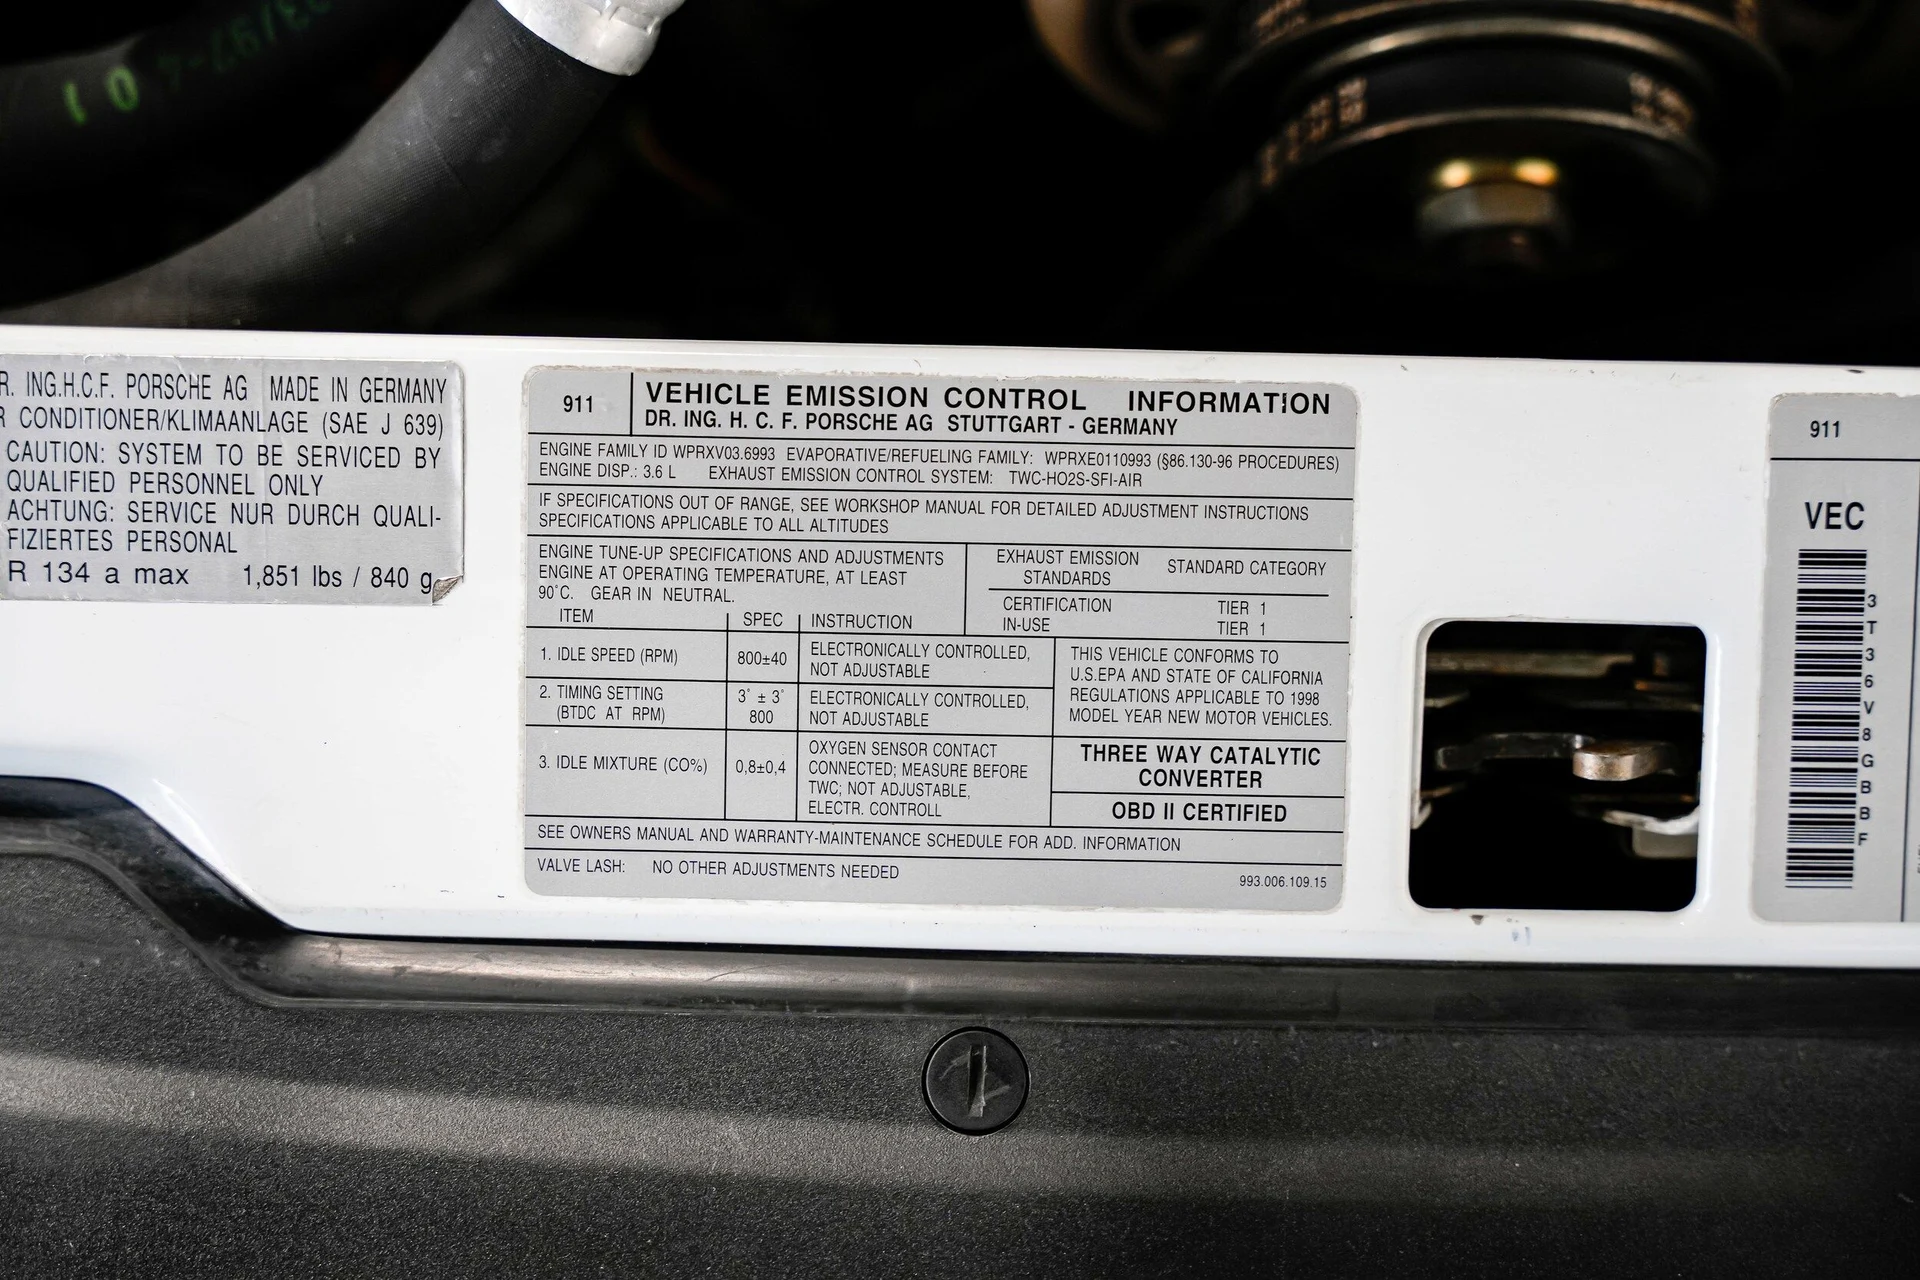 01
R. ING.H.C.F. PORSCHE AG MADE IN GERMANY
R CONDITIONER/KLIMAANLAGE (SAE J 639)
CAUTION: SYSTEM TO BE SERVICED BY
QUALIFIED PERSONNEL ONLY
ACHTUNG: SERVICE NUR DURCH QUALI-
FIZIERTES PERSONAL
R 134 a max 1,851 lbs / 840 g
911
VEHICLE EMISSION CONTROL INFORMATION
DR. ING. H. C. F. PORSCHE AG STUTTGART - GERMANY
ENGINE FAMILY ID WPRXV03.6993 EVAPORATIVE/REFUELING FAMILY: WPRXE0110993 (§86.130-96 PROCEDURES)
ENGINE DISP.: 3.6 L EXHAUST EMISSION CONTROL SYSTEM: TWC-HO2S-SFI-AIR
IF SPECIFICATIONS OUT OF RANGE, SEE WORKSHOP MANUAL FOR DETAILED ADJUSTMENT INSTRUCTIONS
SPECIFICATIONS APPLICABLE TO ALL ALTITUDES
ENGINE TUNE-UP SPECIFICATIONS AND ADJUSTMENTS
ENGINE AT OPERATING TEMPERATURE, AT LEAST
90°C. GEAR IN NEUTRAL.
EXHAUST EMISSION STANDARD CATEGORY
STANDARDS
CERTIFICATION TIER 1
IN-USE TIER 1
ITEM SPEC INSTRUCTION
1. IDLE SPEED (RPM) 800±40 ELECTRONICALLY CONTROLLED,
NOT ADJUSTABLE
2. TIMING SETTING 3° ± 3° ELECTRONICALLY CONTROLLED,
(BTDC AT RPM) 800 NOT ADJUSTABLE
3. IDLE MIXTURE (CO%) 0,8±0,4
OXYGEN SENSOR CONTACT
CONNECTED; MEASURE BEFORE
TWC; NOT ADJUSTABLE,
ELECTR. CONTROLL
THIS VEHICLE CONFORMS TO
U.S.EPA AND STATE OF CALIFORNIA
REGULATIONS APPLICABLE TO 1998
MODEL YEAR NEW MOTOR VEHICLES.
THREE WAY CATALYTIC
CONVERTER
OBD II CERTIFIED
SEE OWNERS MANUAL AND WARRANTY-MAINTENANCE SCHEDULE FOR ADD. INFORMATION
VALVE LASH: NO OTHER ADJUSTMENTS NEEDED
993.006.109.15
911
VEC
3T36V8GBBF